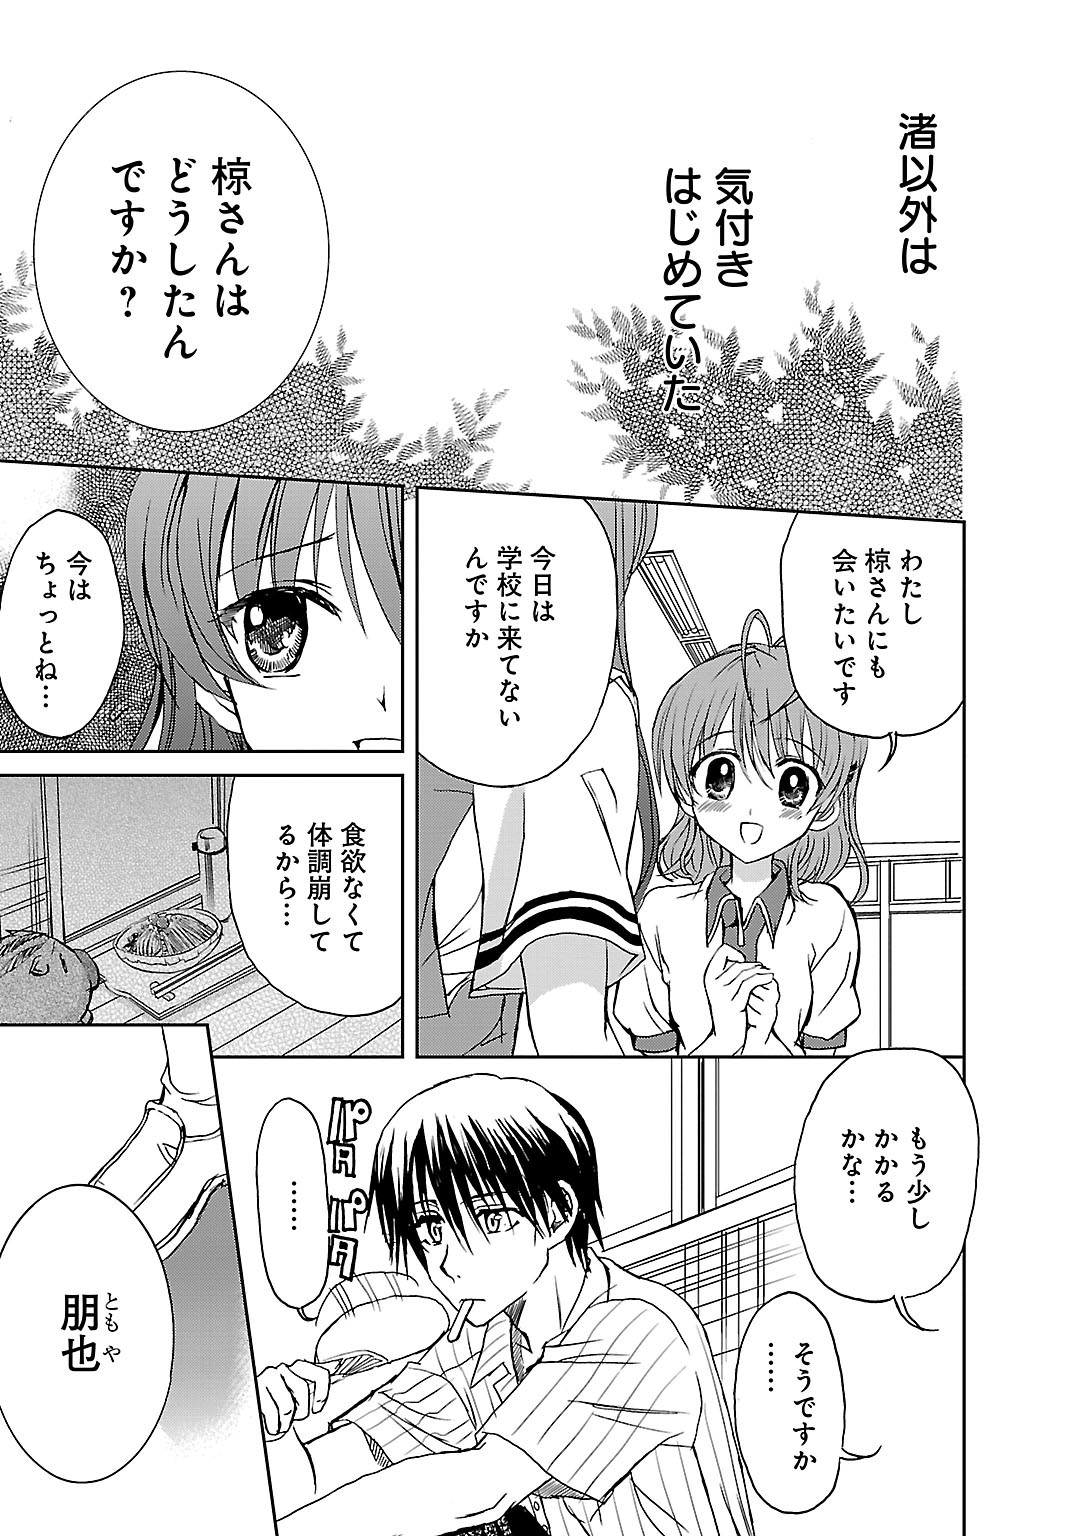 渚以外は
気付き
はじめていた
椋さんは
どうしたん
ですか?
わたし
椋さんにも
会いたいです
今日は
学校に来てない
んですか
今は
ちょっとね…
食欲なくて
体調崩して
るから…
もう少し
かかる
かな…
そうですか
……
パタ
パタ
……
朋也
ともや